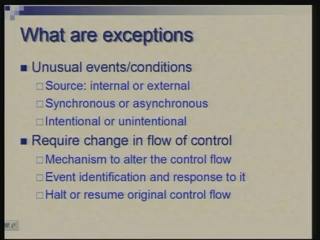 What are exceptions
Unusual events/conditions
Source: internal or external
Synchronous or asynchronous
Intentional or unintentional
Require change in flow of control
Mechanism to alter the control flow
Event identification and response to it
Halt or resume original control flow